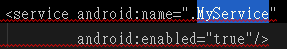 <service android:name=".MyService"
android:enabled="true"/>